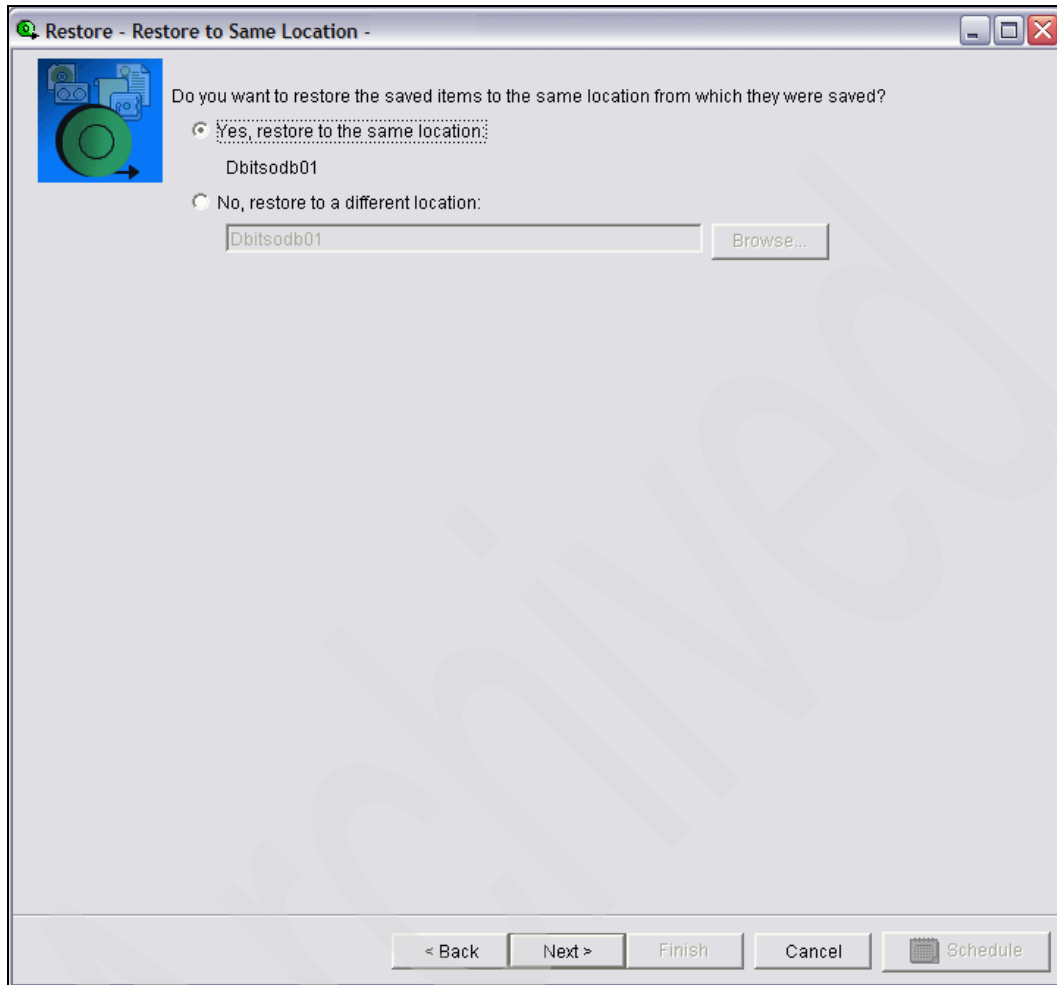 Restore - Restore to Same Location -
Do you want to restore the saved items to the same location from which they were saved?
Yes, restore to the same location:
Dbitsodb01
No, restore to a different location:
Dbitsodb01
Browse...
< Back
Next >
Finish
Cancel
Schedule
Archived